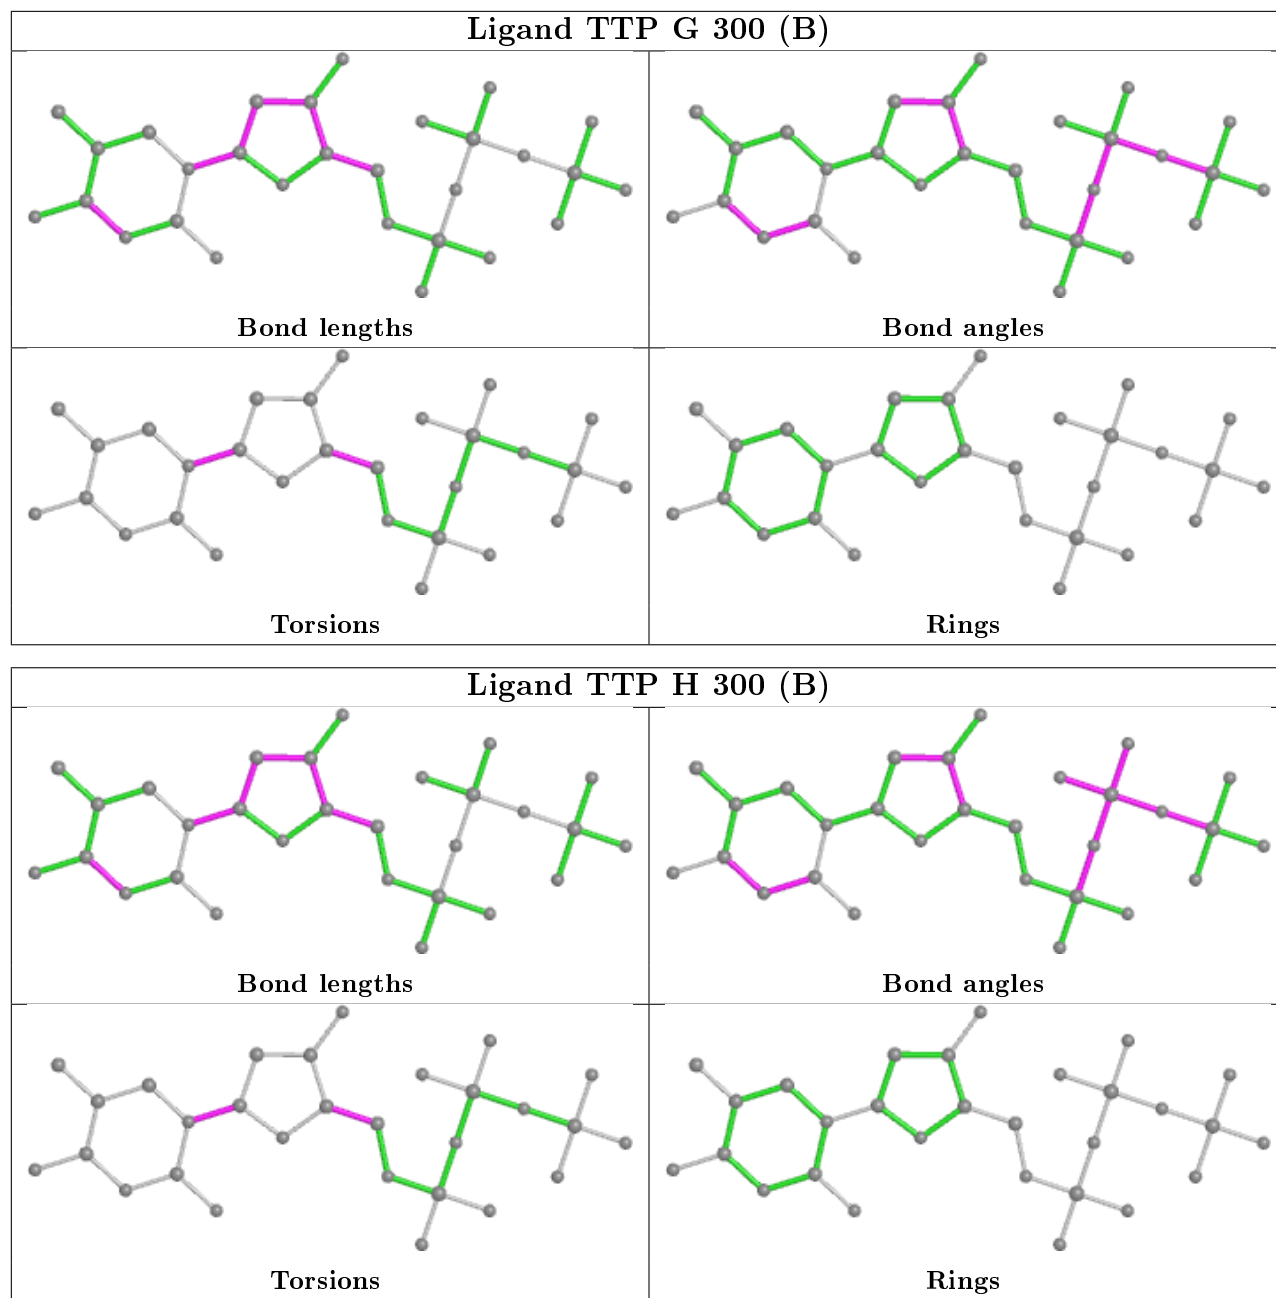 Ligand TTP G 300 (B)
Bond lengths
Bond angles
Torsions
Rings
Ligand TTP H 300 (B)
Bond lengths
Bond angles
Torsions
Rings